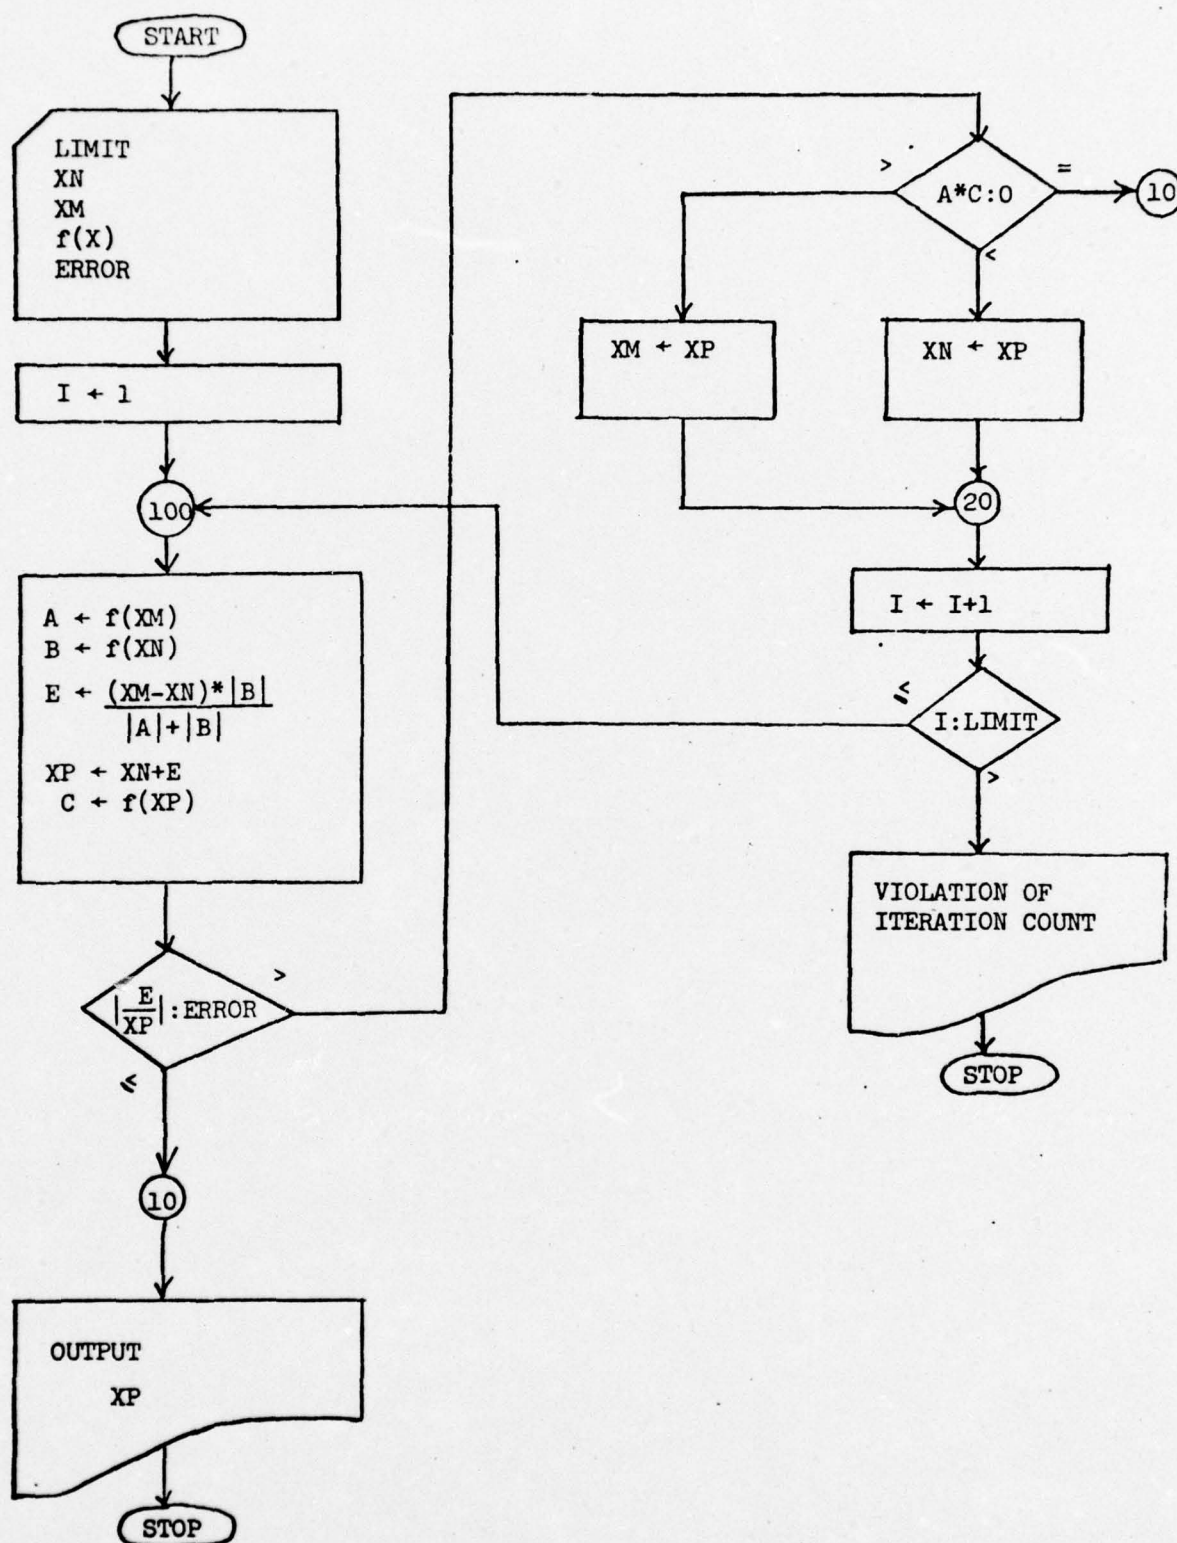 START
LIMIT
XN
XM
f(X)
ERROR
I ← 1
100
A ← f(XM)
B ← f(XN)
E ← (XM-XN)*|B|
|A|+|B|
XP ← XN+E
C ← f(XP)
|E/XP|:ERROR
>
≤
10
OUTPUT
XP
STOP
A*C:0
>
=
<
10
XM ← XP
XN ← XP
20
I ← I+1
I:LIMIT
≤
>
VIOLATION OF
ITERATION COUNT
STOP